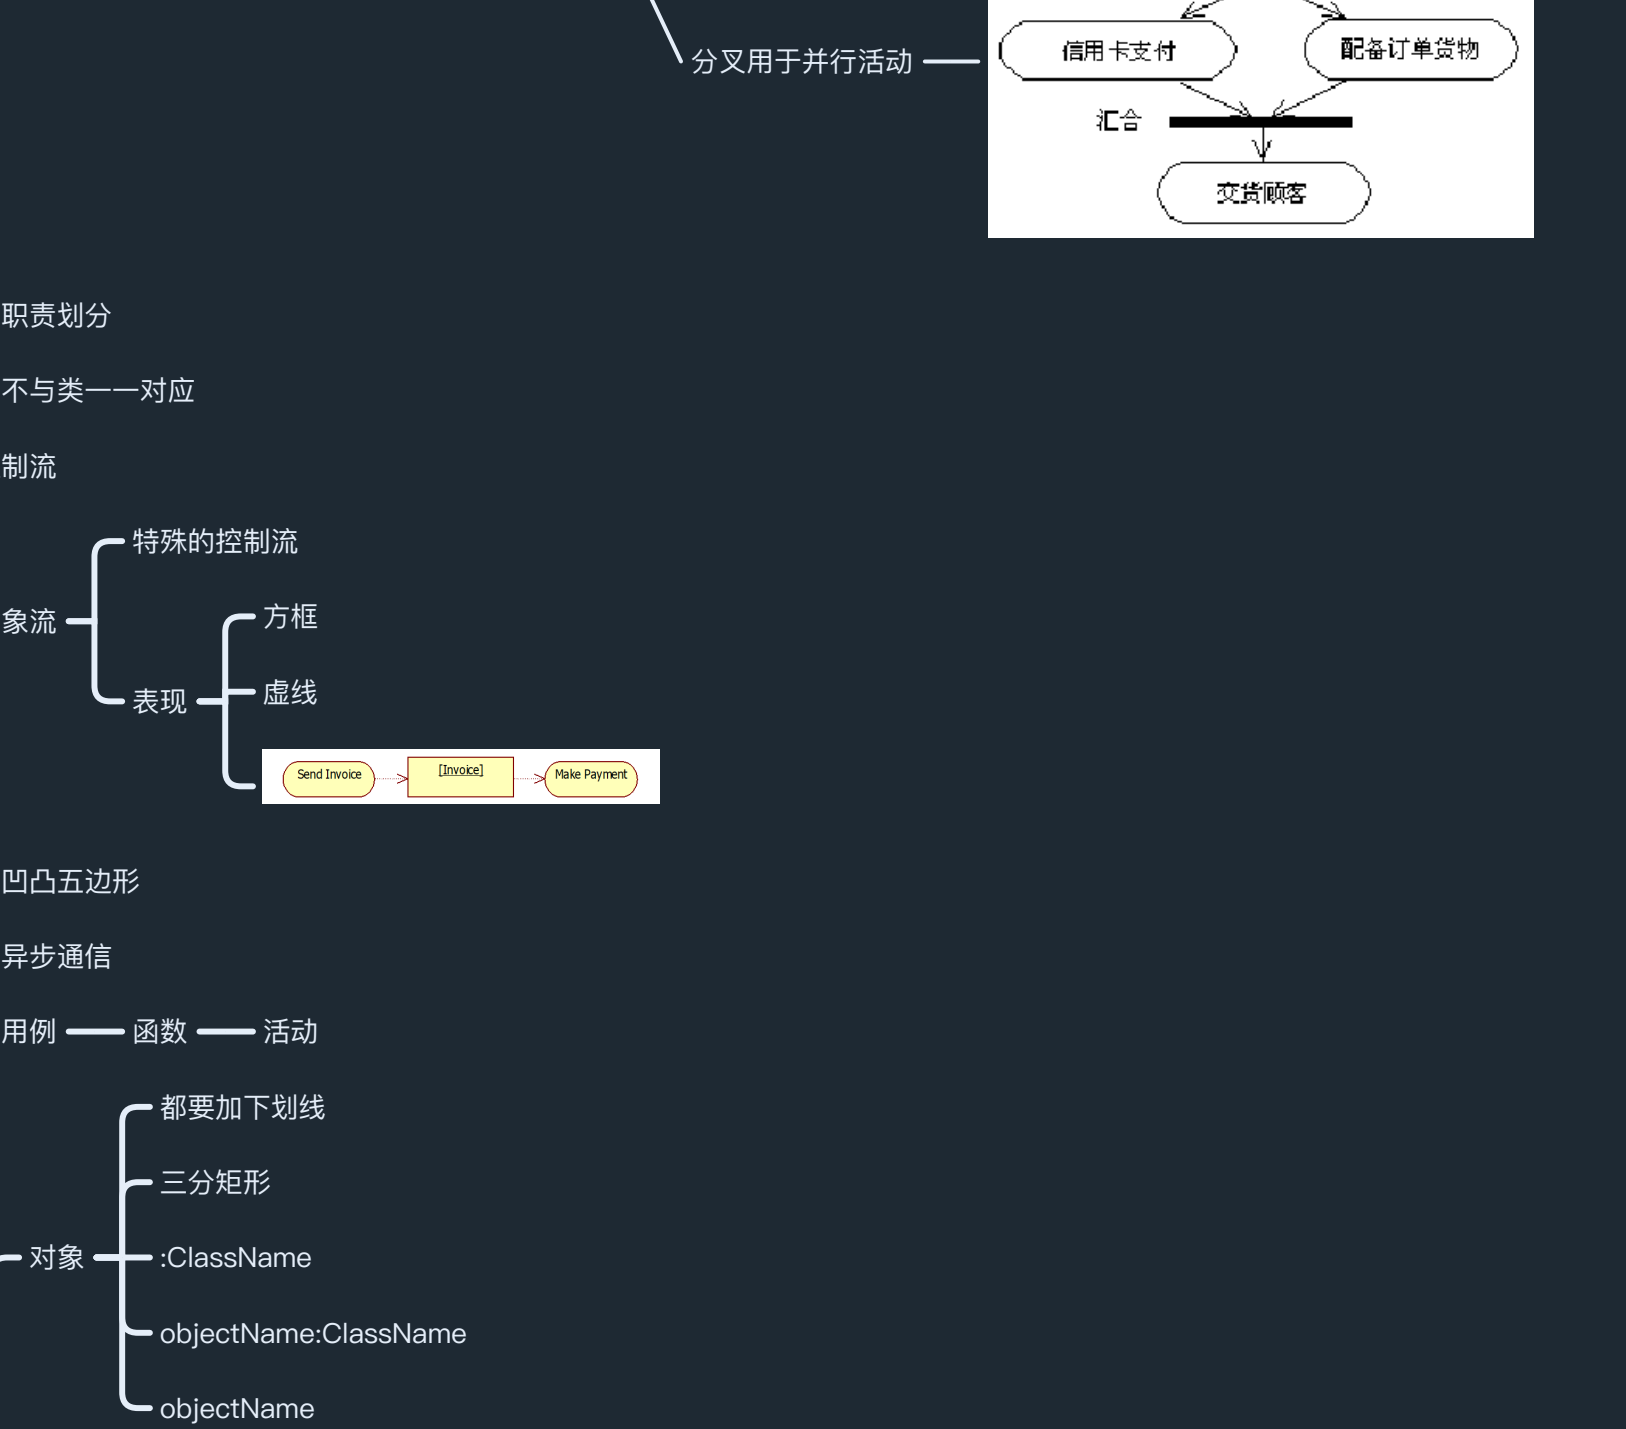 分叉用于并行活动
信用卡支付
配备订单货物
汇合
交货顾客
职责划分
不与类一一对应
制流
特殊的控制流
象流
方框
表现
虚线
Send Invoice
[Invoice]
Make Payment
凹凸五边形
异步通信
用例
函数
活动
都要加下划线
三分矩形
对象
:ClassName
objectName:ClassName
objectName